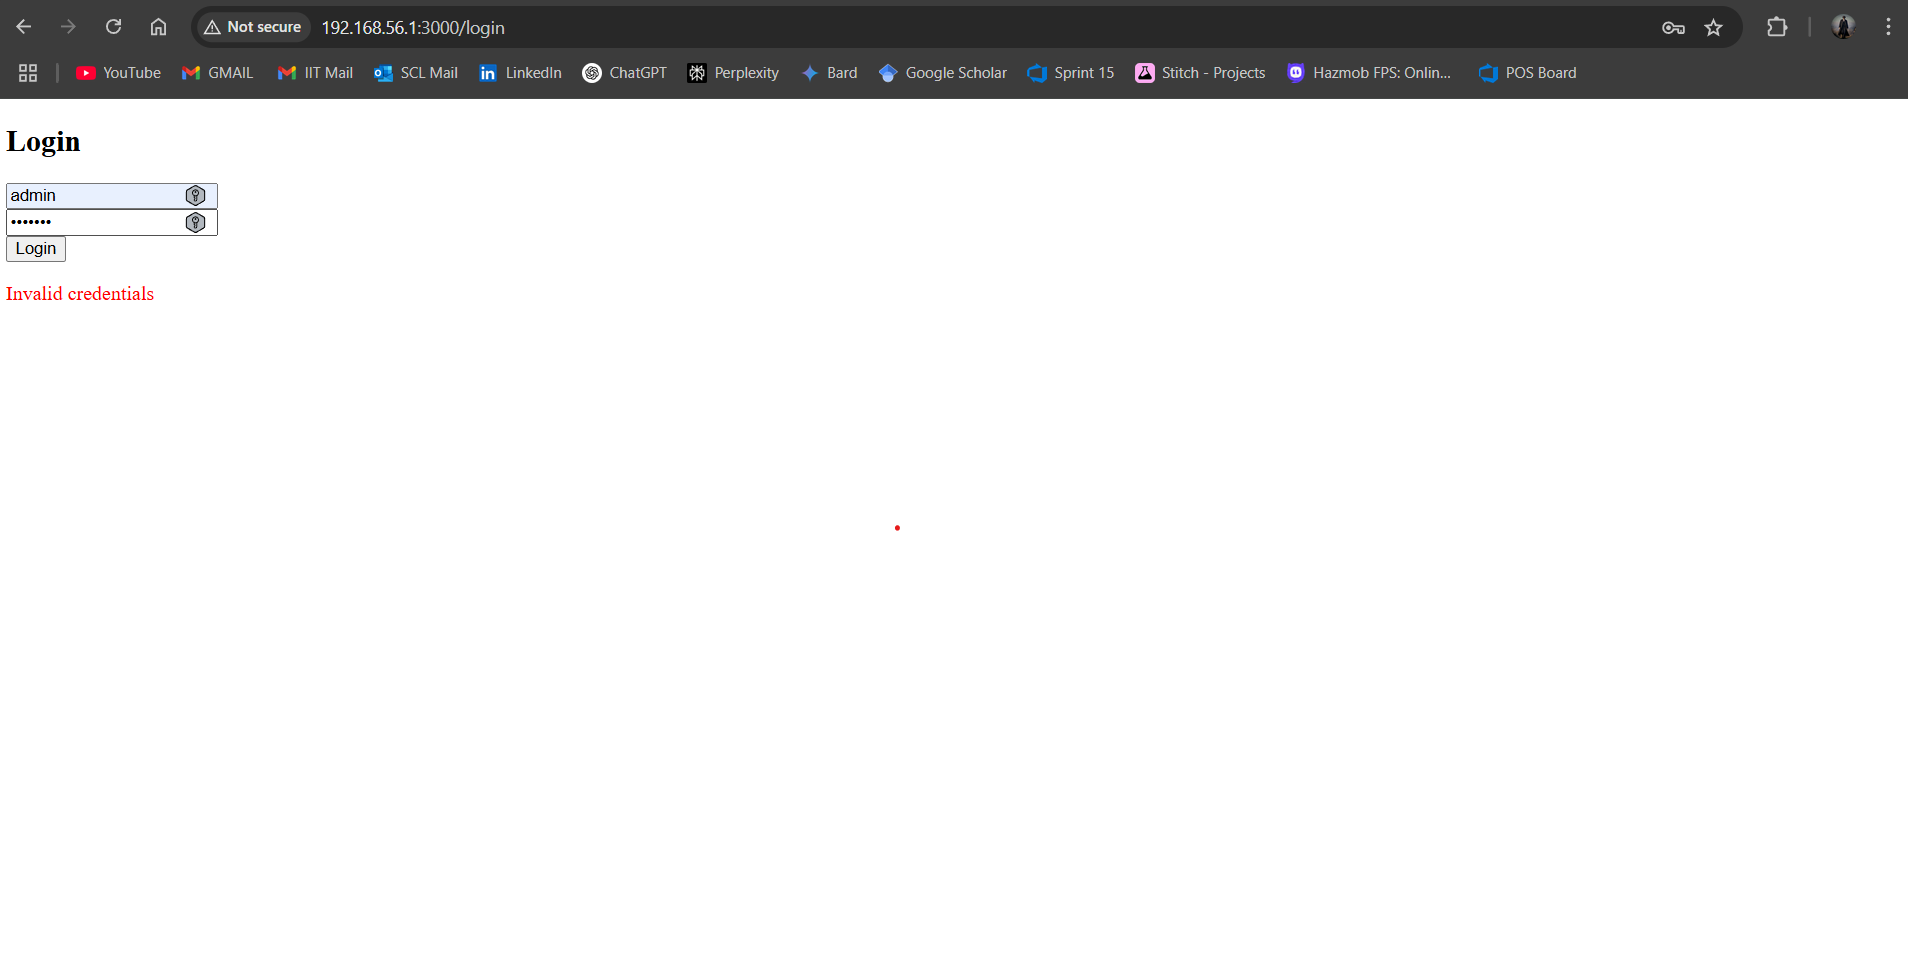 Not secure 192.168.56.1:3000/login
YouTube GMAIL IIT Mail SCL Mail LinkedIn ChatGPT Perplexity Bard Google Scholar Sprint 15 Stitch - Projects Hazmob FPS: Onlin... POS Board
Login
admin
•••••••
Login
Invalid credentials